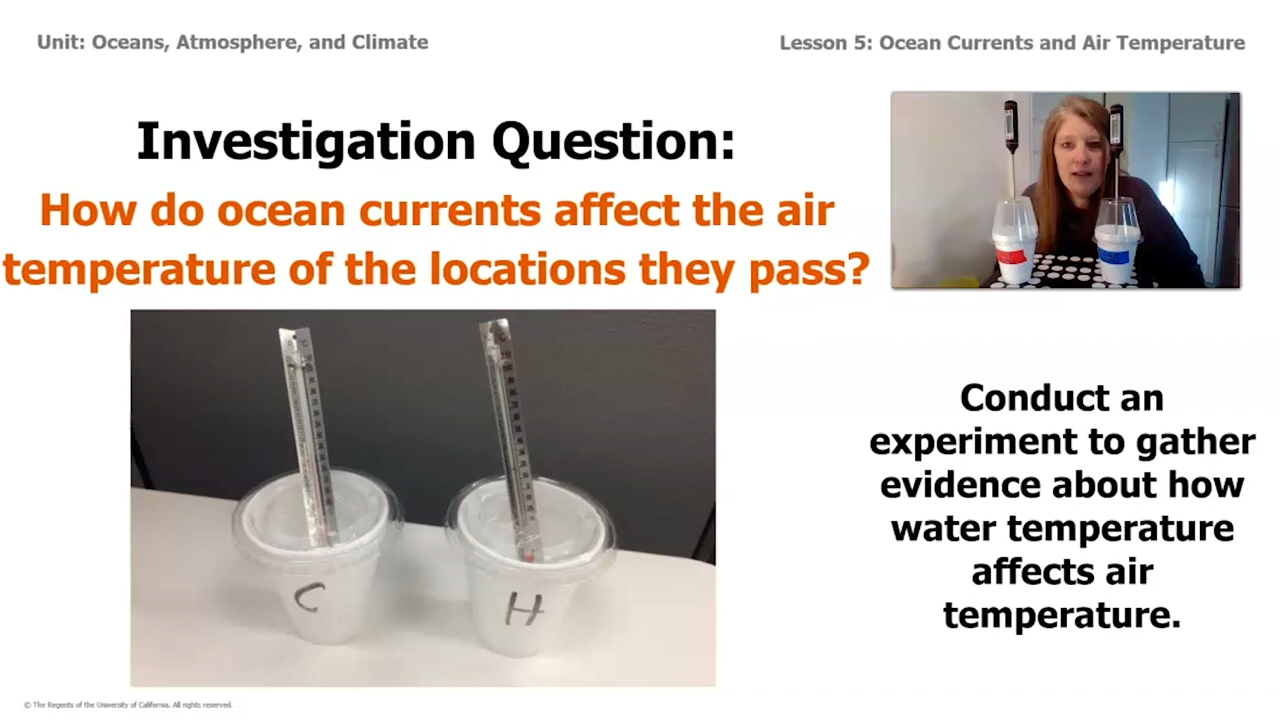 Unit: Oceans, Atmosphere, and Climate
Lesson 5: Ocean Currents and Air Temperature
Investigation Question:
How do ocean currents affect the air
temperature of the locations they pass?
C
H
Conduct an
experiment to gather
evidence about how
water temperature
affects air
temperature.
© The Regents of the University of California. All rights reserved.